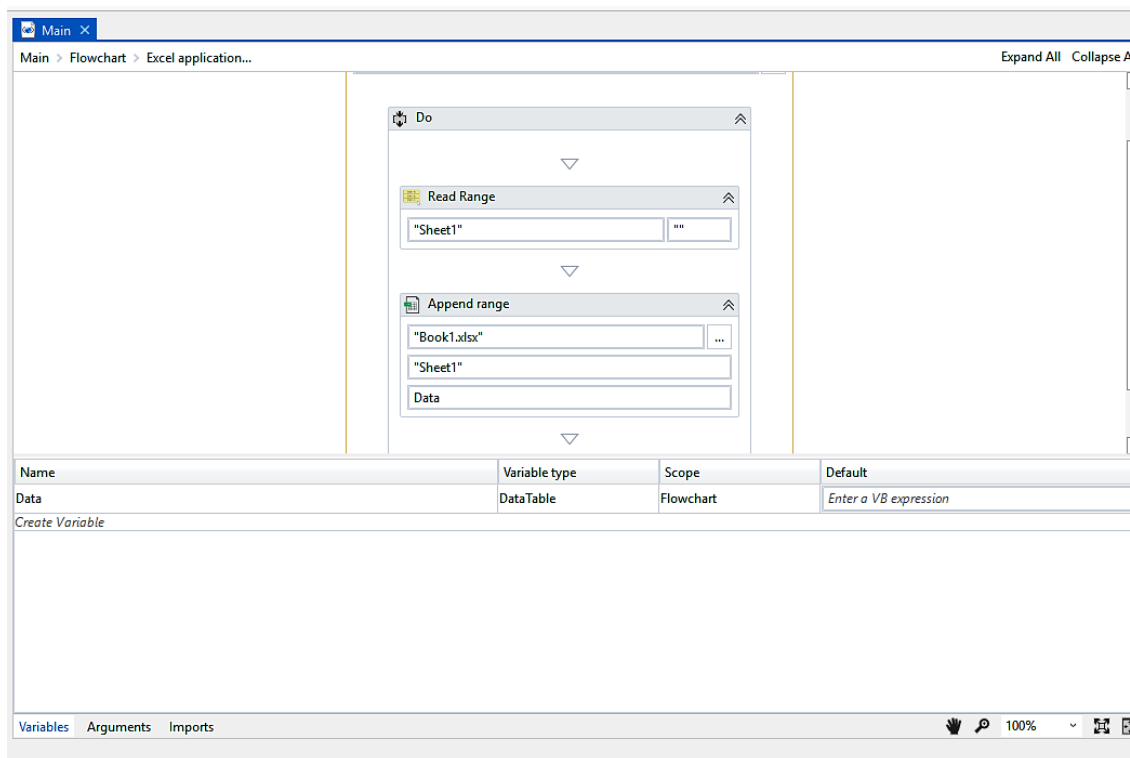 Main
Main > Flowchart > Excel application... Expand All Collapse A
Do
Read Range
"Sheet1" ""
Append range
"Book1.xlsx" ...
"Sheet1"
Data
Name Variable type Scope Default
Data DataTable Flowchart Enter a VB expression
Create Variable
Variables Arguments Imports 100%